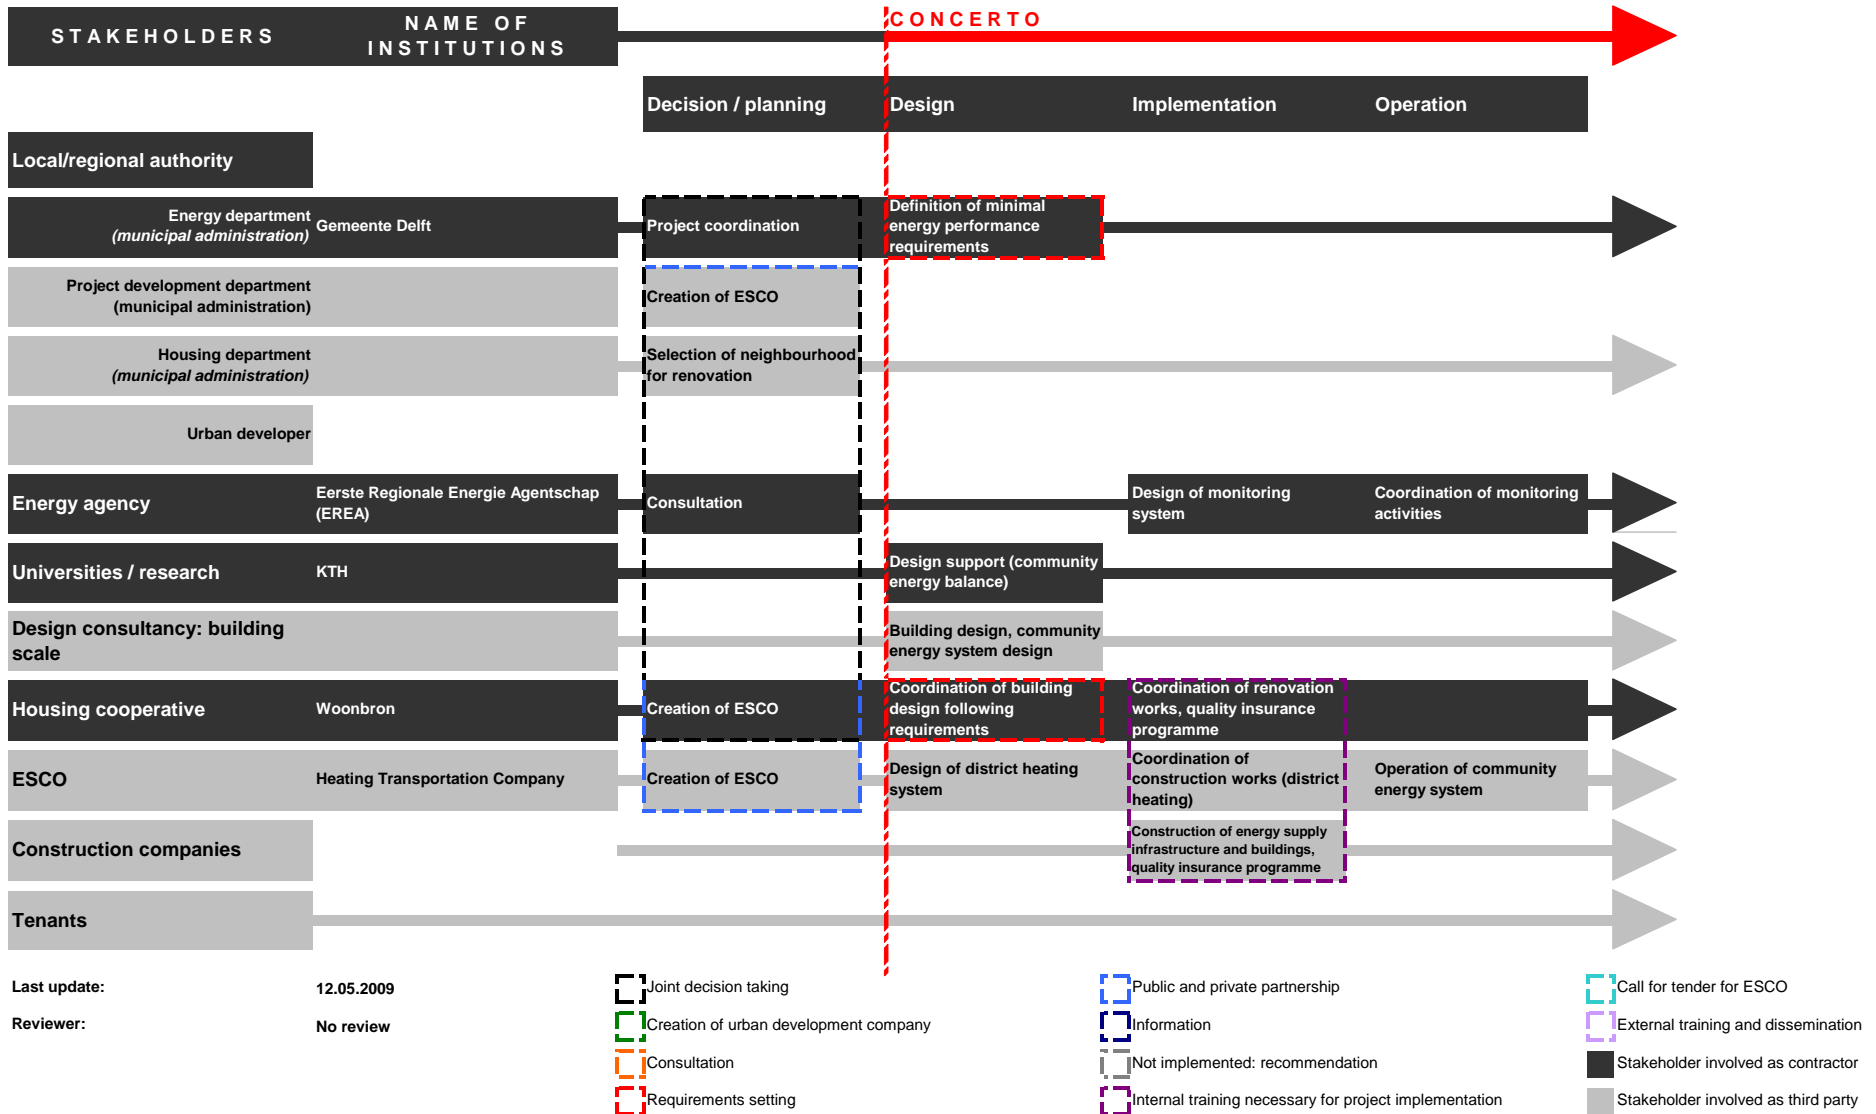 CONCERTO
STAKEHOLDERS
NAME OF
INSTITUTIONS
Decision / planning
Design
Implementation
Operation
Local/regional authority
Energy department
(municipal administration)
Gemeente Delft
Project coordination
Definition of minimal
energy performance
requirements
Project development department
(municipal administration)
Creation of ESCO
Housing department
(municipal administration)
Selection of neighbourhood
for renovation
Urban developer
Energy agency
Eerste Regionale Energie Agentschap
(EREA)
Consultation
Design of monitoring
system
Coordination of monitoring
activities
Universities / research
KTH
Design support (community
energy balance)
Design consultancy: building
scale
Building design, community
energy system design
Housing cooperative
Woonbron
Creation of ESCO
Coordination of building
design following
requirements
Coordination of renovation
works, quality insurance
programme
ESCO
Heating Transportation Company
Creation of ESCO
Design of district heating
system
Coordination of
construction works (district
heating)
Operation of community
energy system
Construction companies
Construction of energy supply
infrastructure and buildings,
quality insurance programme
Tenants
Last update:
12.05.2009
Reviewer:
No review
Joint decision taking
Creation of urban development company
Consultation
Requirements setting
Public and private partnership
Information
Not implemented: recommendation
Internal training necessary for project implementation
Call for tender for ESCO
External training and dissemination
Stakeholder involved as contractor
Stakeholder involved as third party